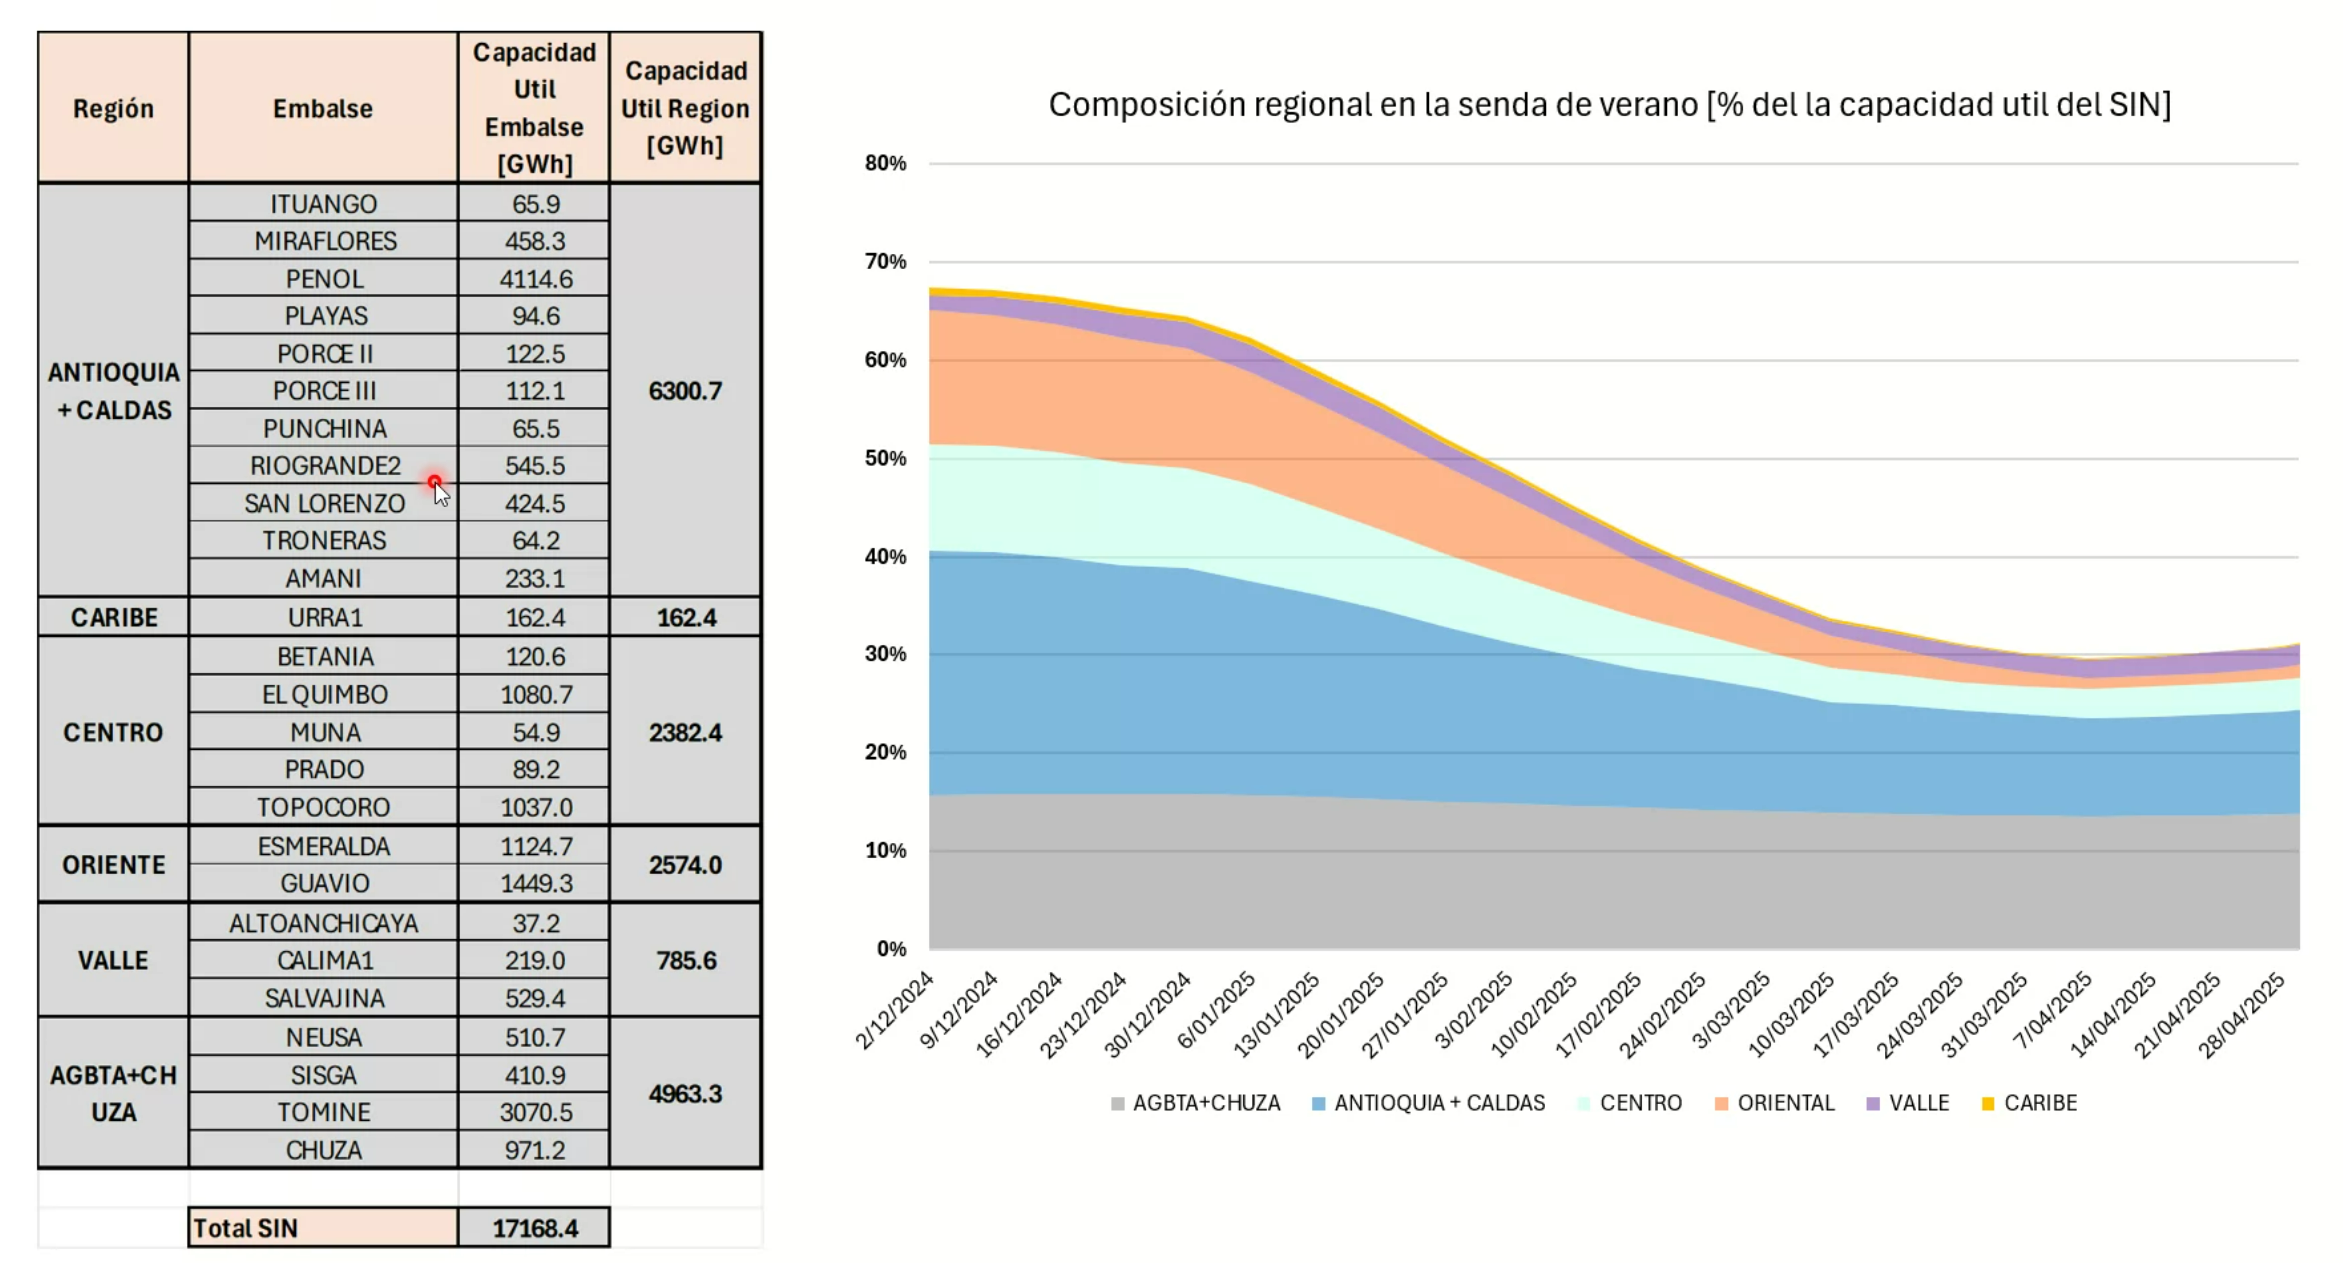 Región Embalse Capacidad Util Embalse [GWh] Capacidad Util Region [GWh]
ANTIOQUIA + CALDAS ITUANGO 65.9 6300.7
MIRAFLORES 458.3
PENOL 4114.6
PLAYAS 94.6
PORCE II 122.5
PORCE III 112.1
PUNCHINA 65.5
RIOGRANDE2 545.5
SAN LORENZO 424.5
TRONERAS 64.2
AMANI 233.1
CARIBE URRA1 162.4 162.4
CENTRO BETANIA 120.6 2382.4
EL QUIMBO 1080.7
MUNA 54.9
PRADO 89.2
TOPOCORO 1037.0
ORIENTE ESMERALDA 1124.7 2574.0
GUAVIO 1449.3
VALLE ALTOANCHICAYA 37.2 785.6
CALIMA1 219.0
SALVAJINA 529.4
AGBTA+CHUZA NEUSA 510.7 4963.3
SISGA 410.9
TOMINE 3070.5
CHUZA 971.2
Total SIN 17168.4
Composición regional en la senda de verano [% del la capacidad util del SIN]
80%
70%
60%
50%
40%
30%
20%
10%
0%
2/12/2024 9/12/2024 16/12/2024 23/12/2024 30/12/2024 6/01/2025 13/01/2025 20/01/2025 27/01/2025 3/02/2025 10/02/2025 17/02/2025 24/02/2025 3/03/2025 10/03/2025 17/03/2025 24/03/2025 31/03/2025 7/04/2025 14/04/2025 21/04/2025 28/04/2025
AGBTA+CHUZA ANTIOQUIA + CALDAS CENTRO ORIENTAL VALLE CARIBE